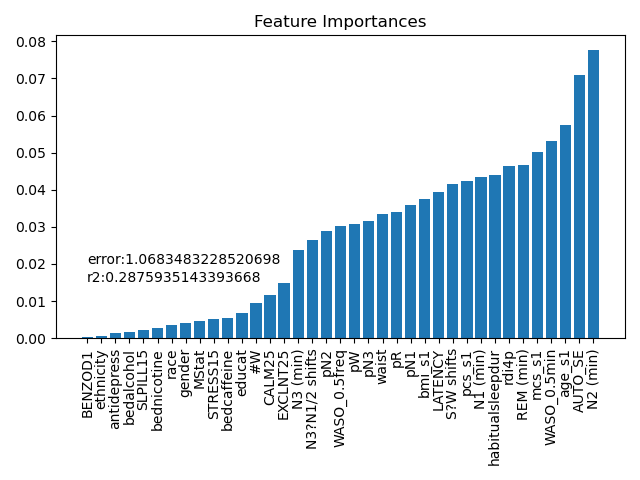 Feature Importances
0.08
0.07
0.06
0.05
0.04
0.03
0.02
0.01
0.00
error:1.0683483228520698
r2:0.2875935143393668
BENZOD1
ethnicity
antidepress
bedalcohol
SLPILL15
bednicotine
race
gender
MStat
STRESS15
bedcaffeine
educat
#W
CALM25
EXCLNT25
N3 (min)
N3?N1/2 shifts
pN2
WASO_0.5freq
pW
pN3
waist
pR
pN1
bmi_s1
LATENCY
S?W shifts
pcs_s1
N1 (min)
habitualsleepdur
rdi4p
REM (min)
mcs_s1
WASO_0.5min
age_s1
AUTO_SE
N2 (min)